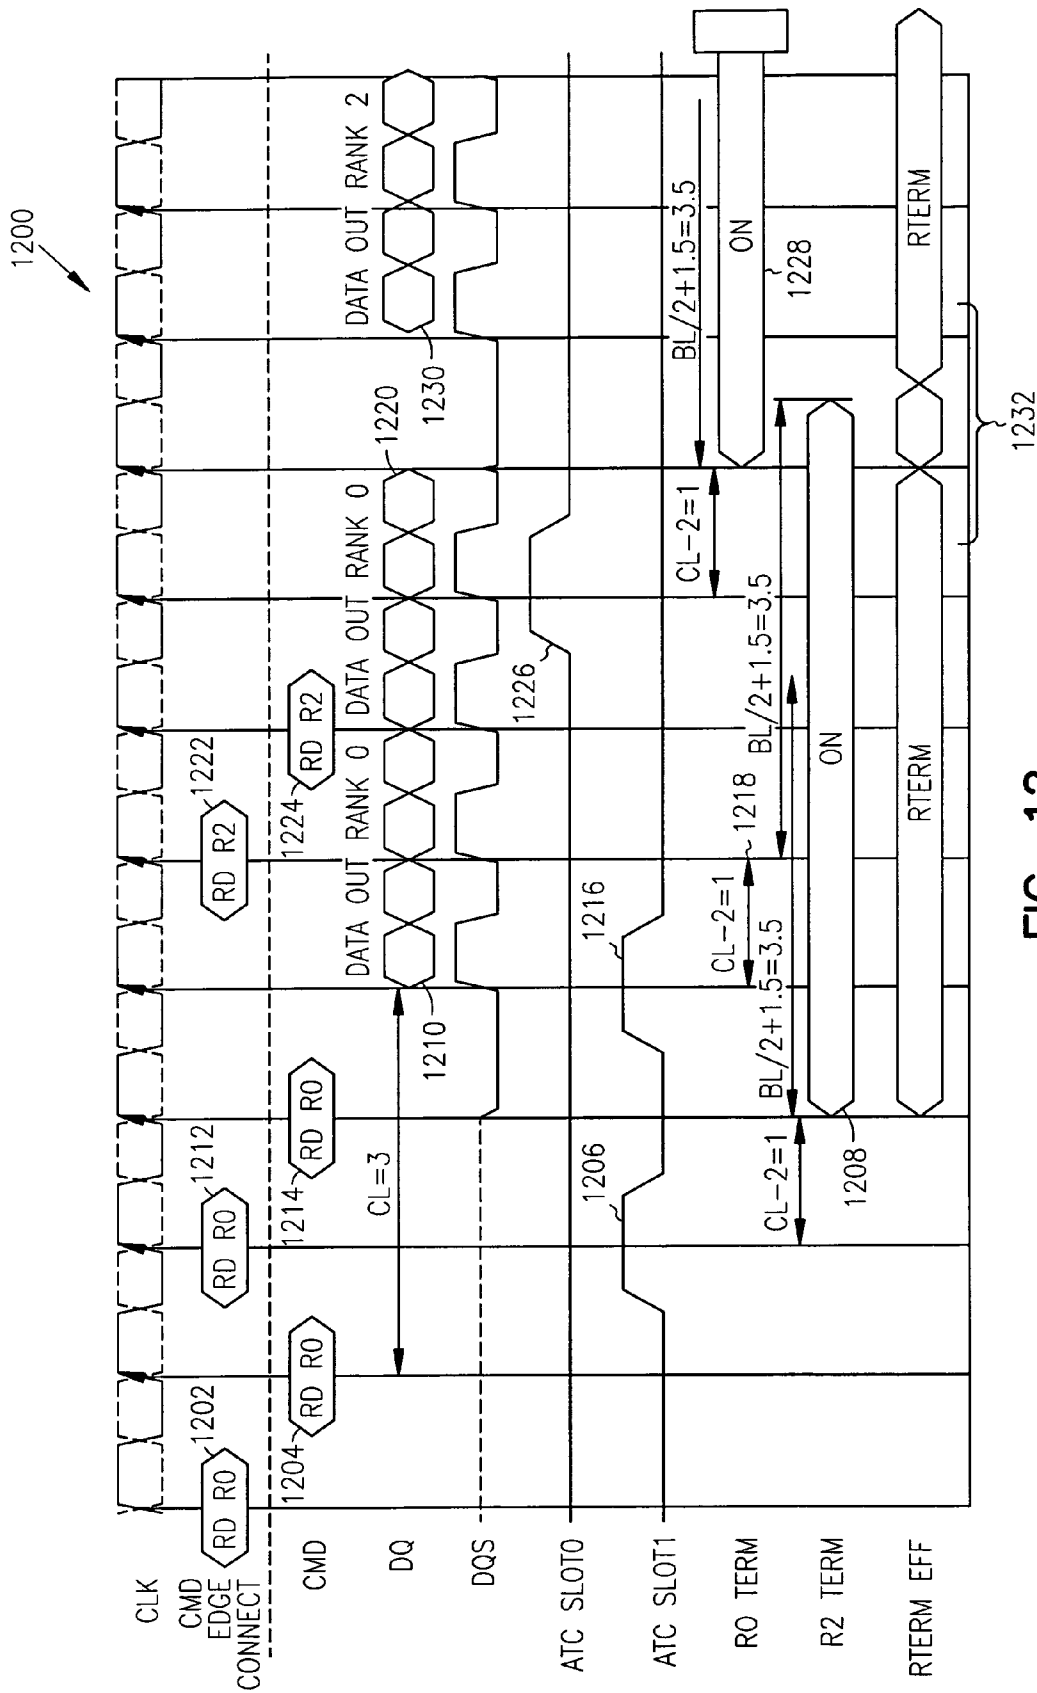 1200
CLK
CMD
EDGE
CONNECT
RD R0
1202
RD R0
1212
RD R2
1222
CMD
1204
RD R0
1214
RD R0
1224
RD R2
DQ
CL=3
1210
DATA OUT RANK 0
DATA OUT RANK 0
1220
DATA OUT RANK 2
1230
DQS
ATC SLOT0
1226
ATC SLOT1
1206
1216
R0 TERM
CL-2=1
1218
CL-2=1
BL/2+1.5=3.5
ON
1228
R2 TERM
CL-2=1
BL/2+1.5=3.5
BL/2+1.5=3.5
1208
ON
RTERM EFF
RTERM
RTERM
1232